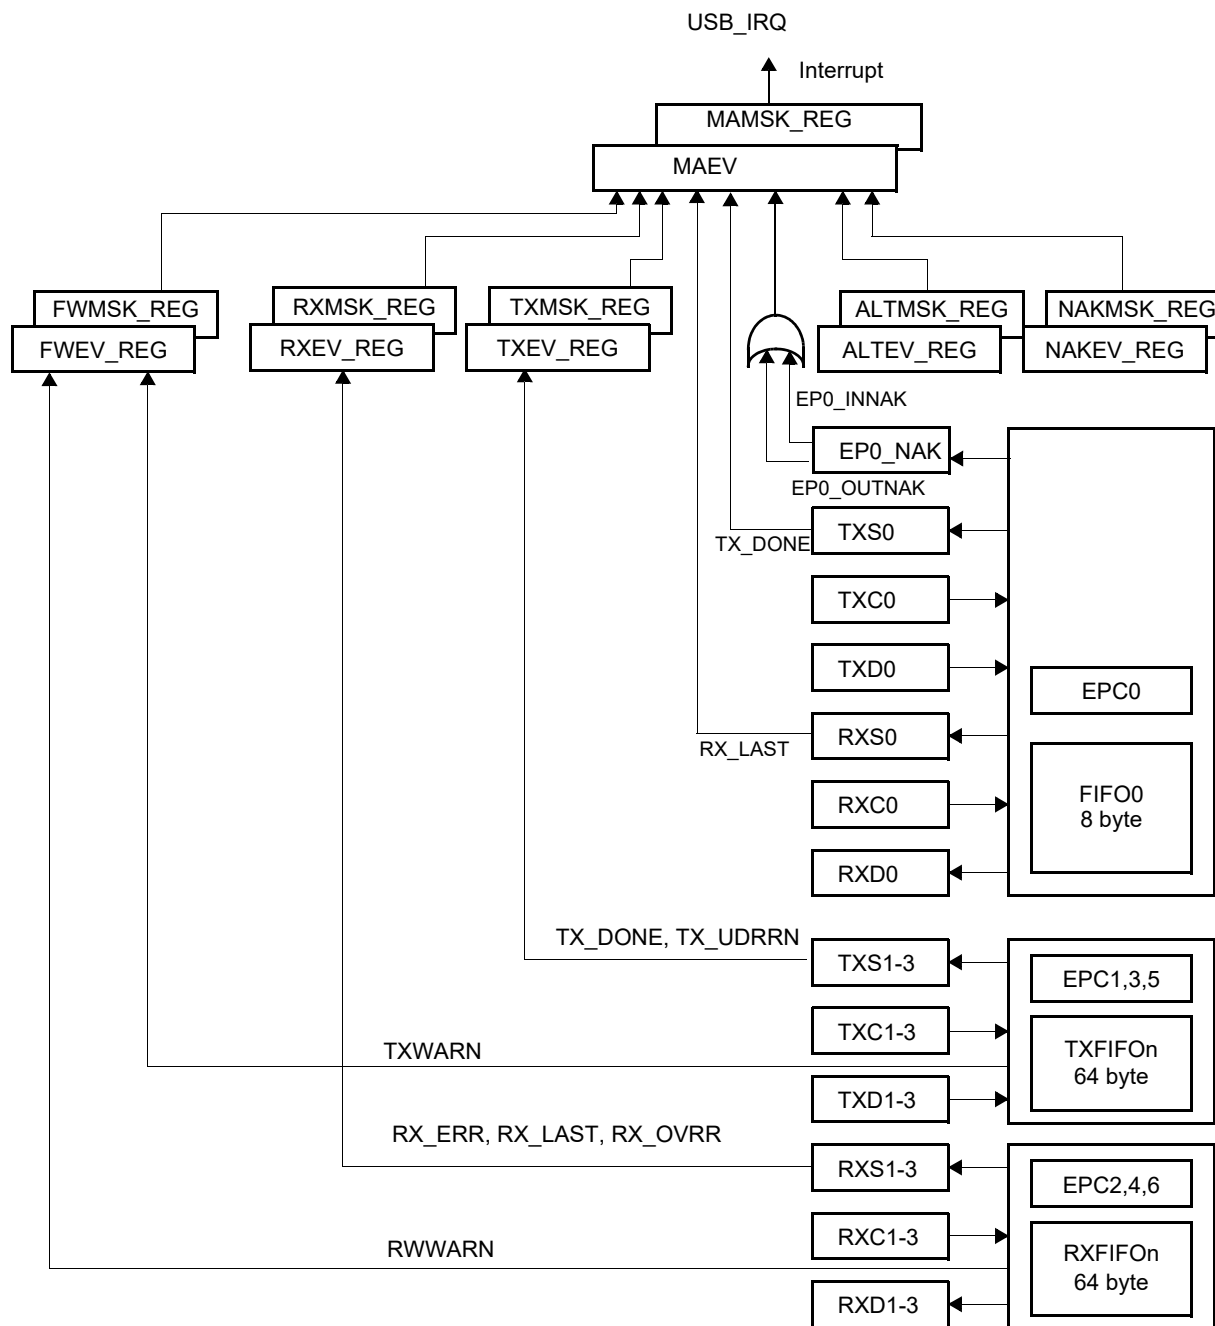 USB_IRQ
Interrupt
MAMSK_REG
MAEV
FWMSK_REG
RXMSK_REG
TXMSK_REG
ALTMSK_REG
NAKMSK_REG
FWEV_REG
RXEV_REG
TXEV_REG
ALTEV_REG
NAKEV_REG
EP0_INNAK
EP0_NAK
EP0_OUTNAK
TXS0
TX_DONE
TXC0
TXD0
EPC0
RXS0
RX_LAST
FIFO0
8 byte
RXC0
RXD0
TX_DONE, TX_UDRRN
TXS1-3
EPC1,3,5
TXC1-3
TXWARN
TXFIFOn
64 byte
TXD1-3
RX_ERR, RX_LAST, RX_OVRR
RXS1-3
EPC2,4,6
RXC1-3
RWWARN
RXFIFOn
64 byte
RXD1-3